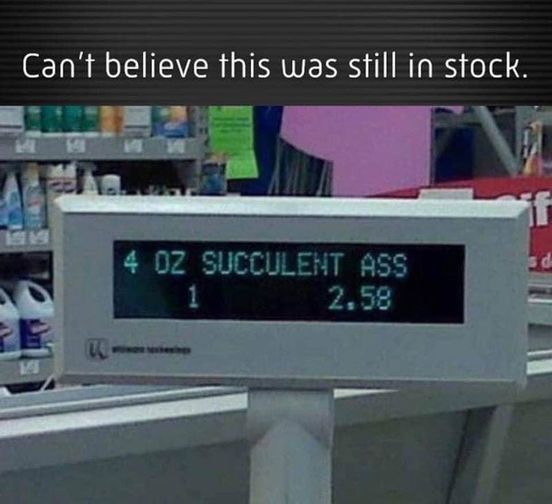 Can't believe this was still in stock.
4 OZ SUCCULENT ASS
1 2.58